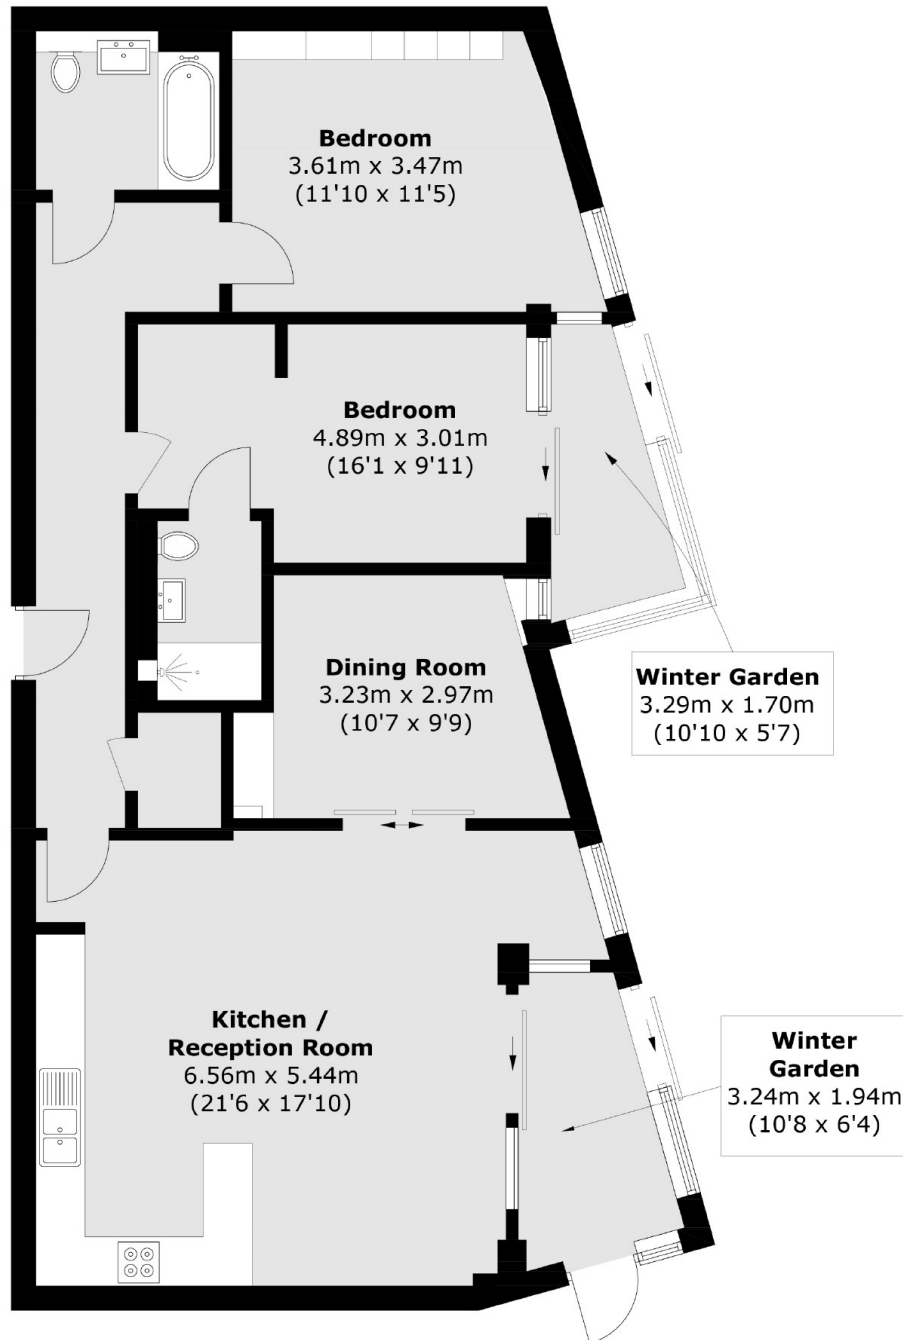 Bedroom
3.61m x 3.47m
(11'10 x 11'5)
Bedroom
4.89m x 3.01m
(16'1 x 9'11)
Dining Room
3.23m x 2.97m
(10'7 x 9'9)
Winter Garden
3.29m x 1.70m
(10'10 x 5'7)
Kitchen /
Reception Room
6.56m x 5.44m
(21'6 x 17'10)
Winter
Garden
3.24m x 1.94m
(10'8 x 6'4)